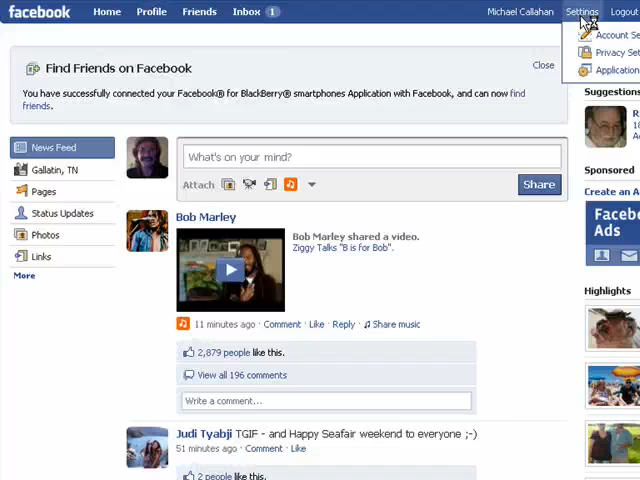 facebook Home Profile Friends Inbox 1 Michael Callahan Settings Logout
Account Se
Privacy Set
Application
Find Friends on Facebook Close
You have successfully connected your Facebook® for BlackBerry® smartphones Application with Facebook, and can now find
friends.
News Feed
Gallatin, TN
Pages
Status Updates
Photos
Links
More
What's on your mind?
Attach Share
Bob Marley
Bob Marley shared a video.
Ziggy Talks "B is for Bob".
11 minutes ago · Comment · Like · Reply · Share music
2,879 people like this.
View all 196 comments
Write a comment...
Judi Tyabji TGIF - and Happy Seafair weekend to everyone ;-)
51 minutes ago · Comment · Like
2 people like this.
Suggestions
R
18
Ad
Sponsored
Create an A
Faceb
Ads
Highlights